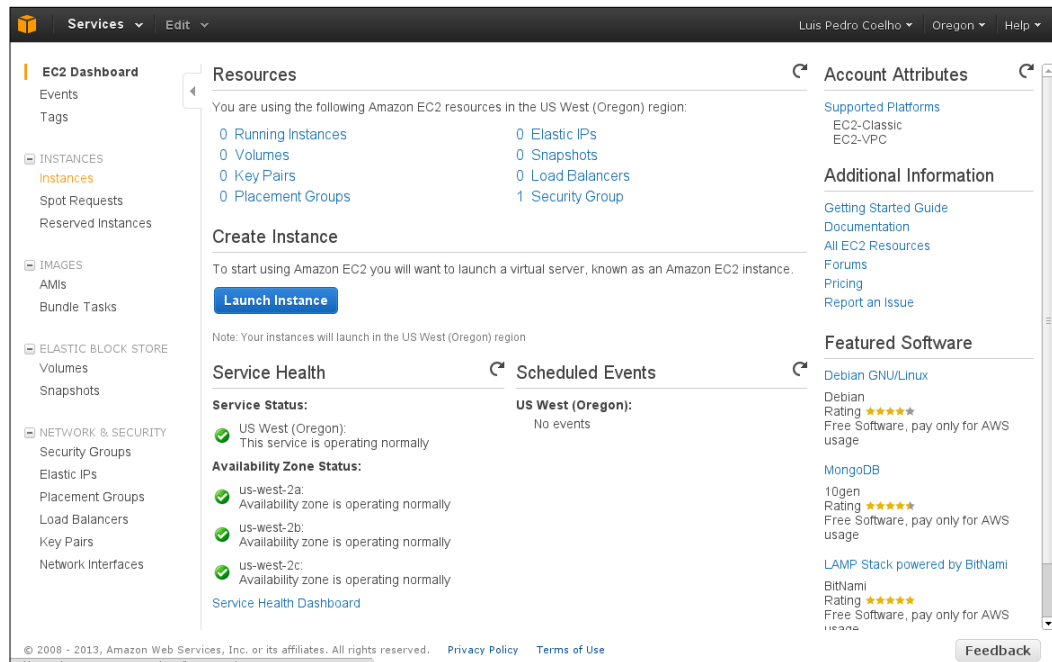 Services Edit Luis Pedro Coelho Oregon Help
EC2 Dashboard
Events
Tags
INSTANCES
Instances
Spot Requests
Reserved Instances
IMAGES
AMIs
Bundle Tasks
ELASTIC BLOCK STORE
Volumes
Snapshots
NETWORK & SECURITY
Security Groups
Elastic IPs
Placement Groups
Load Balancers
Key Pairs
Network Interfaces
Resources
You are using the following Amazon EC2 resources in the US West (Oregon) region:
0 Running Instances
0 Volumes
0 Key Pairs
0 Placement Groups
0 Elastic IPs
0 Snapshots
0 Load Balancers
1 Security Group
Create Instance
To start using Amazon EC2 you will want to launch a virtual server, known as an Amazon EC2 instance.
Launch Instance
Note: Your instances will launch in the US West (Oregon) region
Service Health
Service Status:
US West (Oregon):
This service is operating normally
Availability Zone Status:
us-west-2a:
Availability zone is operating normally
us-west-2b:
Availability zone is operating normally
us-west-2c:
Availability zone is operating normally
Service Health Dashboard
Scheduled Events
US West (Oregon):
No events
Account Attributes
Supported Platforms
EC2-Classic
EC2-VPC
Additional Information
Getting Started Guide
Documentation
All EC2 Resources
Forums
Pricing
Report an Issue
Featured Software
Debian GNU/Linux
Debian
Rating
Free Software, pay only for AWS
usage
MongoDB
10gen
Rating
Free Software, pay only for AWS
usage
LAMP Stack powered by BitNami
BitNami
Rating
Free Software, pay only for AWS
usage
© 2008 - 2013, Amazon Web Services, Inc. or its affiliates. All rights reserved. Privacy Policy Terms of Use
Feedback